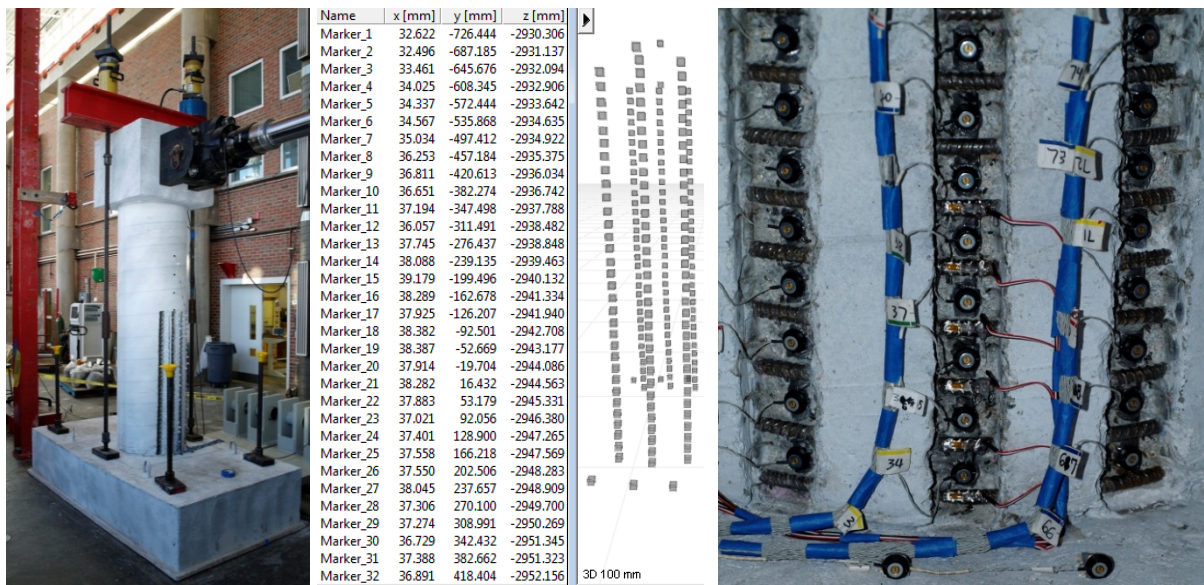 Name x [mm] y [mm] z [mm]
Marker_1 32.622 -726.444 -2930.306
Marker_2 32.496 -687.185 -2931.137
Marker_3 33.461 -645.676 -2932.094
Marker_4 34.025 -608.345 -2932.906
Marker_5 34.337 -572.444 -2933.642
Marker_6 34.567 -535.868 -2934.635
Marker_7 35.034 -497.412 -2934.922
Marker_8 36.253 -457.184 -2935.375
Marker_9 36.811 -420.613 -2936.034
Marker_10 36.651 -382.274 -2936.742
Marker_11 37.194 -347.498 -2937.788
Marker_12 36.057 -311.491 -2938.482
Marker_13 37.745 -276.437 -2938.848
Marker_14 38.088 -239.135 -2939.463
Marker_15 39.179 -199.496 -2940.132
Marker_16 38.289 -162.678 -2941.334
Marker_17 37.925 -126.207 -2941.940
Marker_18 38.382 -92.501 -2942.708
Marker_19 38.387 -52.669 -2943.177
Marker_20 37.914 -19.704 -2944.086
Marker_21 38.282 16.432 -2944.563
Marker_22 37.883 53.179 -2945.331
Marker_23 37.021 92.056 -2946.380
Marker_24 37.401 128.900 -2947.265
Marker_25 37.558 166.218 -2947.569
Marker_26 37.550 202.506 -2948.283
Marker_27 38.045 237.657 -2948.909
Marker_28 37.306 270.100 -2949.700
Marker_29 37.274 308.991 -2950.269
Marker_30 36.729 342.432 -2951.345
Marker_31 37.388 382.662 -2951.323
Marker_32 36.891 418.404 -2952.156
3D 100 mm
74
73
72
71
37
34
66